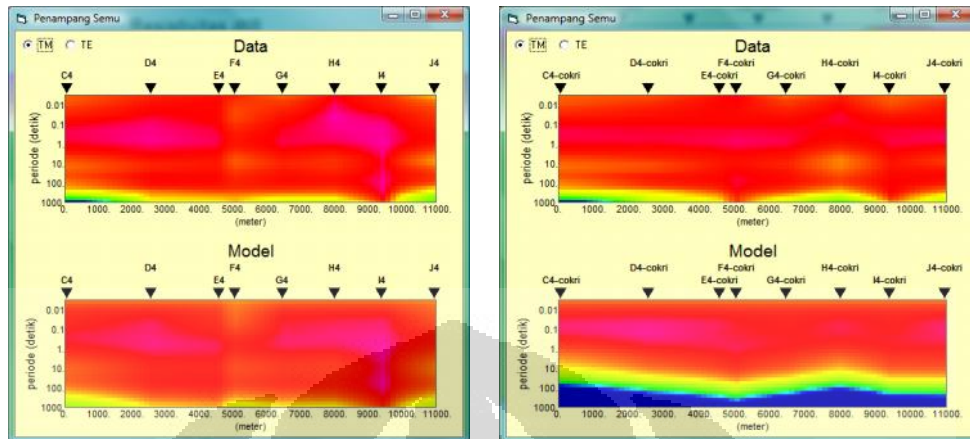 Penampang Semu
TM TE
Data
C4 D4 E4 F4 G4 H4 I4 J4
periode (detik)
0.01
0.1
1.
10.
100.
1000.
0. 1000. 2000. 3000. 4000. 5000. 6000. 7000. 8000. 9000. 10000. 11000.
(meter)
Model
C4 D4 E4 F4 G4 H4 I4 J4
periode (detik)
0.01
0.1
1.
10.
100.
1000.
0. 1000. 2000. 3000. 4000. 5000. 6000. 7000. 8000. 9000. 10000. 11000.
(meter)
Penampang Semu
TM TE
Data
C4-cokri D4-cokri E4-cokri F4-cokri G4-cokri H4-cokri I4-cokri J4-cokri
periode (detik)
0.01
0.1
1.
10.
100.
1000.
0. 1000. 2000. 3000. 4000. 5000. 6000. 7000. 8000. 9000. 10000. 11000.
(meter)
Model
C4-cokri D4-cokri E4-cokri F4-cokri G4-cokri H4-cokri I4-cokri J4-cokri
periode (detik)
0.01
0.1
1.
10.
100.
1000.
0. 1000. 2000. 3000. 4000. 5000. 6000. 7000. 8000. 9000. 10000. 11000.
(meter)